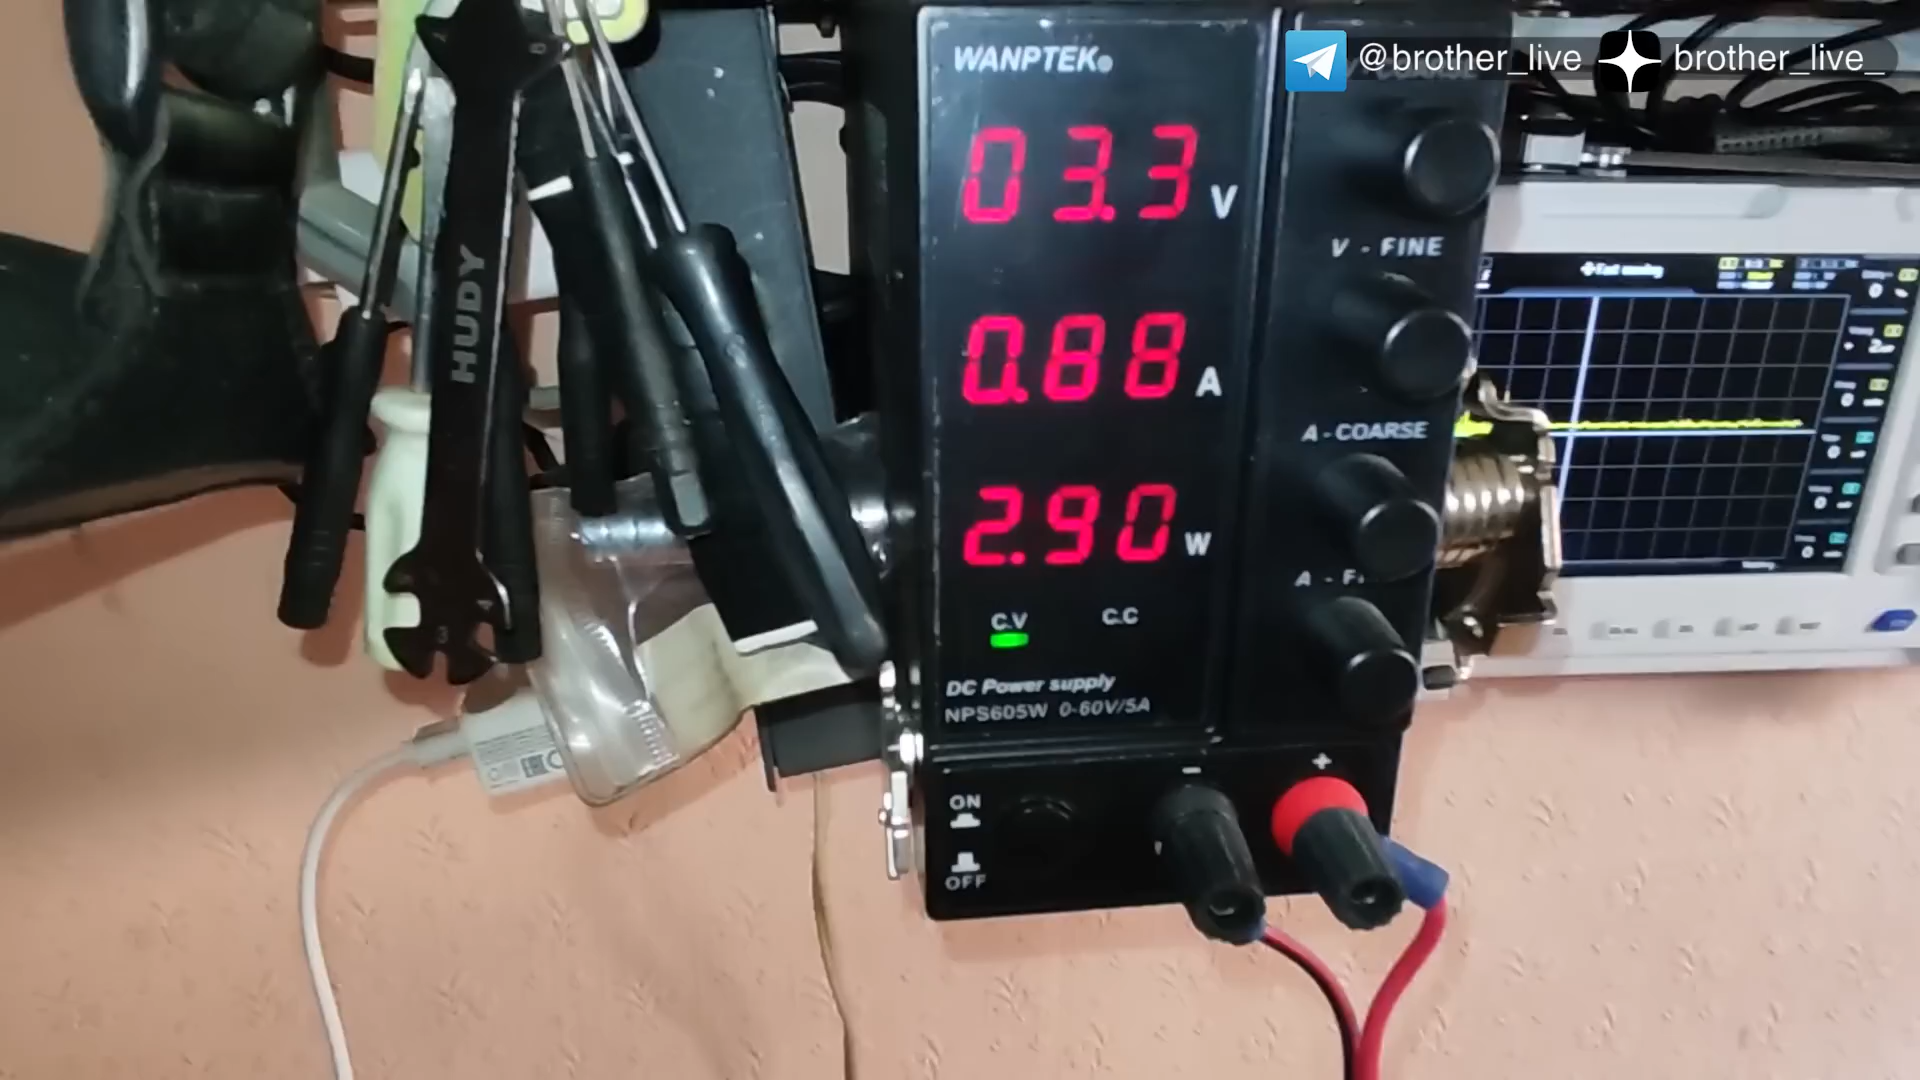 @brother_live brother_live_
WANPTEK
03.3 V
V - FINE
0.88 A
A - COARSE
2.90 W
A - FI
C.V C.C
DC Power supply
NPS605W 0-60V/5A
- +
ON
OFF
HUDY